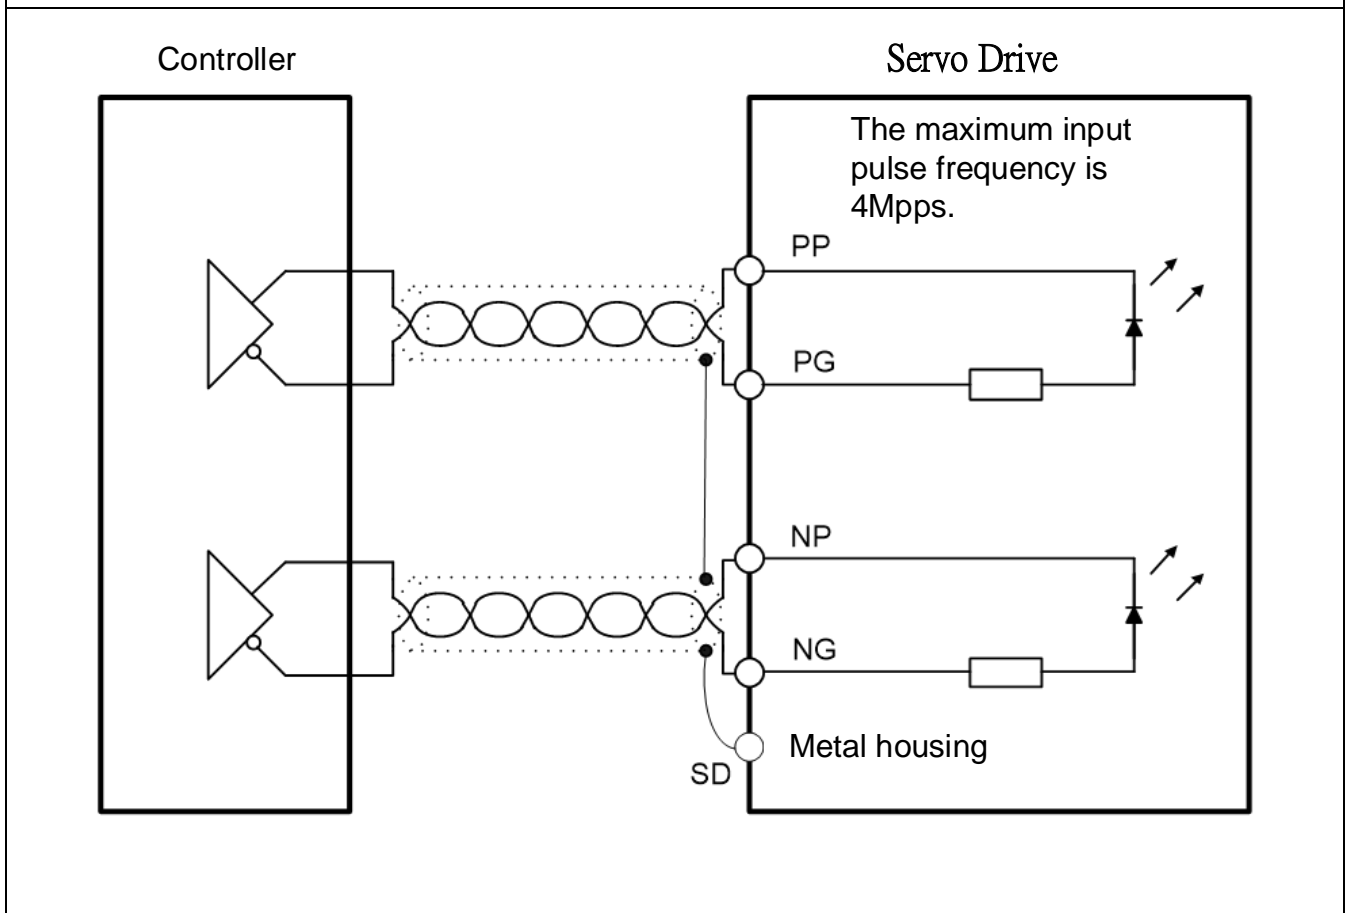 Controller
Servo Drive
The maximum input
pulse frequency is
4Mpps.
PP
PG
NP
NG
Metal housing
SD